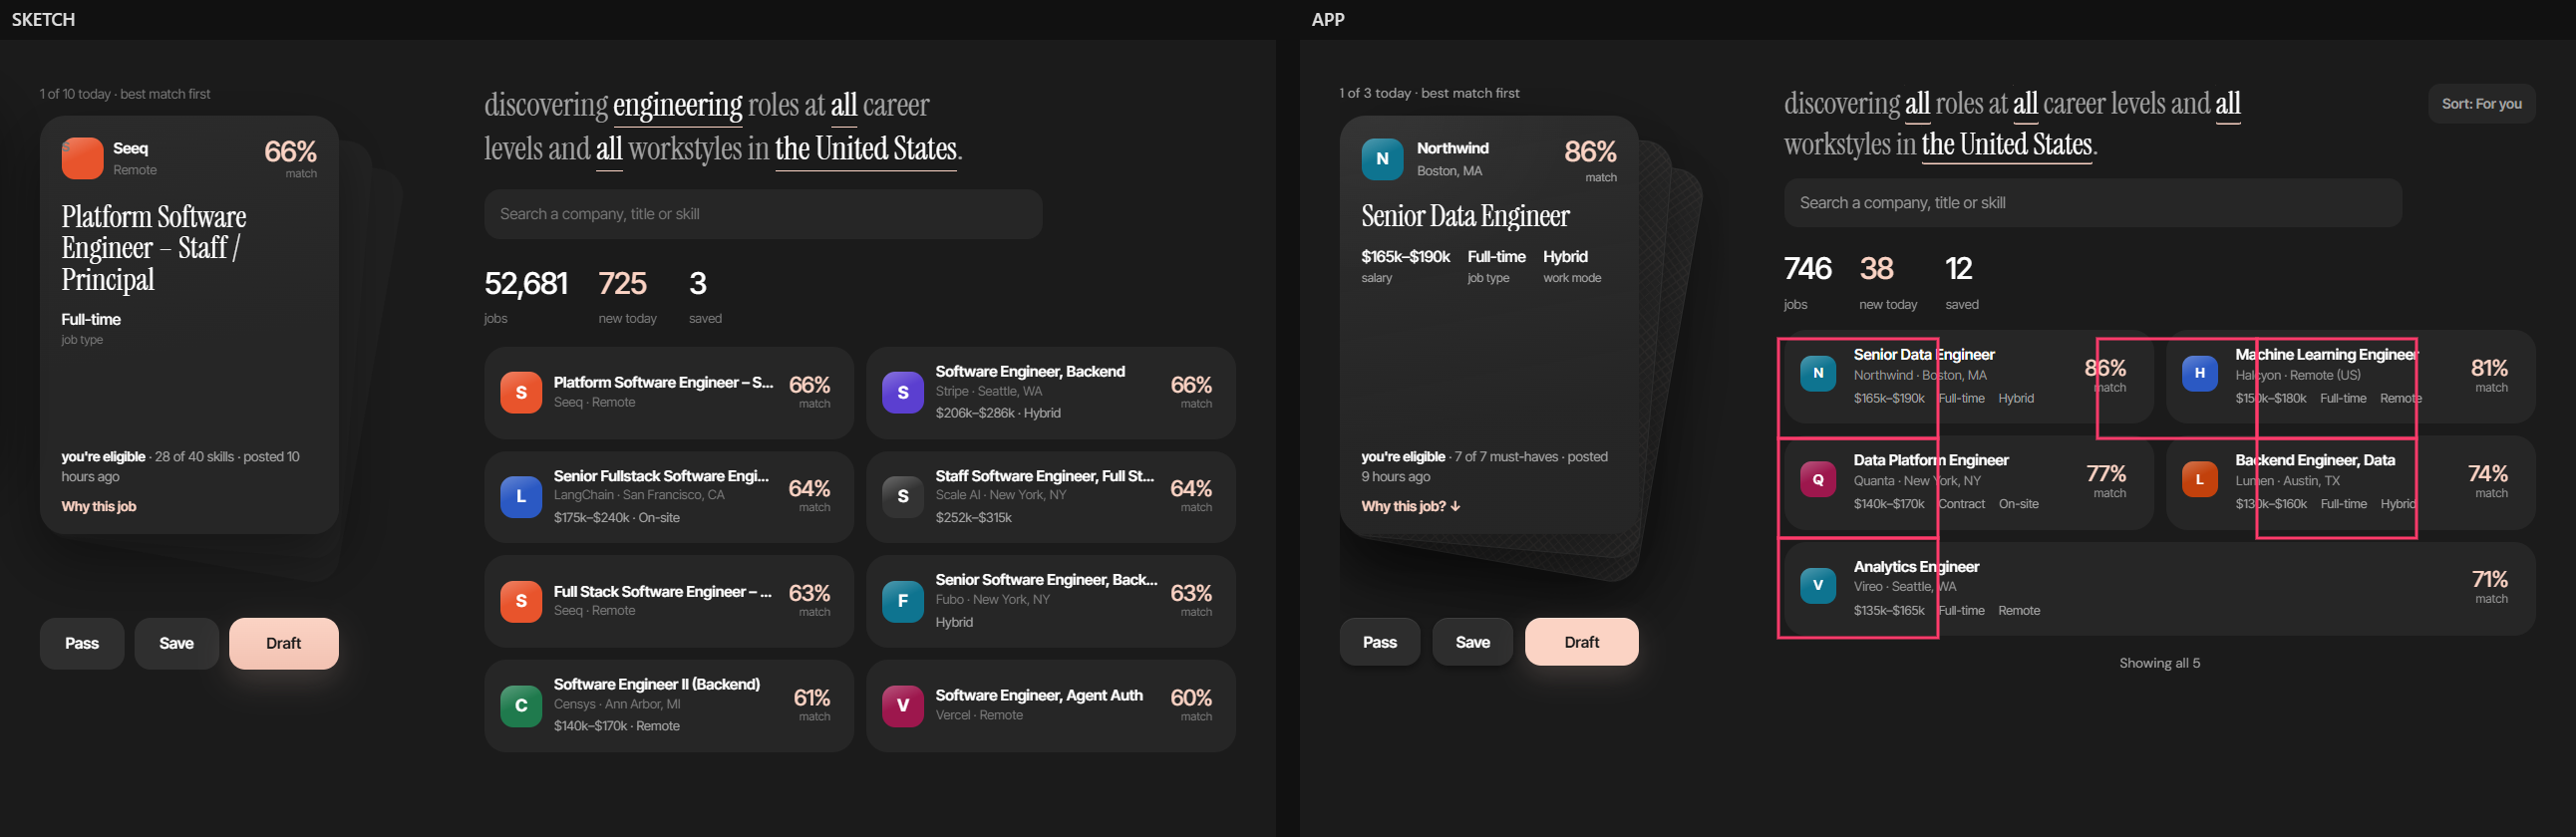 SKETCH
1 of 10 today · best match first
S
Seeq
Remote
66%
match
Platform Software
Engineer – Staff /
Principal
Full-time
job type
you're eligible · 28 of 40 skills · posted 10
hours ago
Why this job
Pass
Save
Draft
discovering engineering roles at all career
levels and all workstyles in the United States.
Search a company, title or skill
52,681
725
3
jobs
new today
saved
S
Platform Software Engineer – S...
Seeq · Remote
66%
match
S
Software Engineer, Backend
Stripe · Seattle, WA
$206k–$286k · Hybrid
66%
match
L
Senior Fullstack Software Engi...
LangChain · San Francisco, CA
$175k–$240k · On-site
64%
match
S
Staff Software Engineer, Full St...
Scale AI · New York, NY
$252k–$315k
64%
match
S
Full Stack Software Engineer – ...
Seeq · Remote
63%
match
F
Senior Software Engineer, Back...
Fubo · New York, NY
Hybrid
63%
match
C
Software Engineer II (Backend)
Censys · Ann Arbor, MI
$140k–$170k · Remote
61%
match
V
Software Engineer, Agent Auth
Vercel · Remote
60%
match
APP
1 of 3 today · best match first
N
Northwind
Boston, MA
86%
match
Senior Data Engineer
$165k–$190k
Full-time
Hybrid
salary
job type
work mode
you're eligible · 7 of 7 must-haves · posted
9 hours ago
Why this job? ↓
Pass
Save
Draft
discovering all roles at all career levels and all
workstyles in the United States.
Sort: For you
Search a company, title or skill
746
38
12
jobs
new today
saved
N
Senior Data Engineer
Northwind · Boston, MA
$165k–$190k Full-time Hybrid
86%
match
H
Machine Learning Engineer
Halcyon · Remote (US)
$150k–$180k Full-time Remote
81%
match
Q
Data Platform Engineer
Quanta · New York, NY
$140k–$170k Contract On-site
77%
match
L
Backend Engineer, Data
Lumen · Austin, TX
$130k–$160k Full-time Hybrid
74%
match
V
Analytics Engineer
Vireo · Seattle, WA
$135k–$165k Full-time Remote
71%
match
Showing all 5